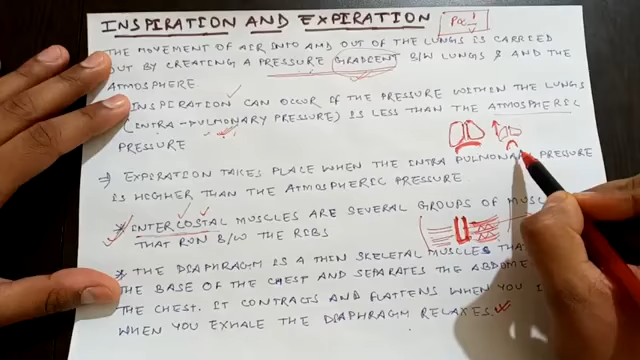 INSPIRATION AND EXPIRATION
THE MOVEMENT OF AIR INTO AND OUT OF THE LUNGS IS CARRIED
OUT BY CREATING A PRESSURE GRADIENT B/W LUNGS & AND THE
ATMOSPHERE.
INSPIRATION CAN OCCUR IF THE PRESSURE WITHIN THE LUNGS
(INTRA-PULMONARY PRESSURE) IS LESS THAN THE ATMOSPHERIC
PRESSURE
→ EXPIRATION TAKES PLACE WHEN THE INTRA PULMONARY PRESSURE
IS HIGHER THAN THE ATMOSPHERIC PRESSURE
* INTERCOSTAL MUSCLES ARE SEVERAL GROUPS OF
THAT RUN B/W THE RIBS
* THE DIAPHRAGM IS A THIN SKELETAL MUSCLES
THE BASE OF THE CHEST AND SEPARATES THE
THE CHEST. IT CONTRACTS AND FLATTENS WHEN YOU
WHEN YOU EXHALE THE DIAPHRAGM RELAXES.